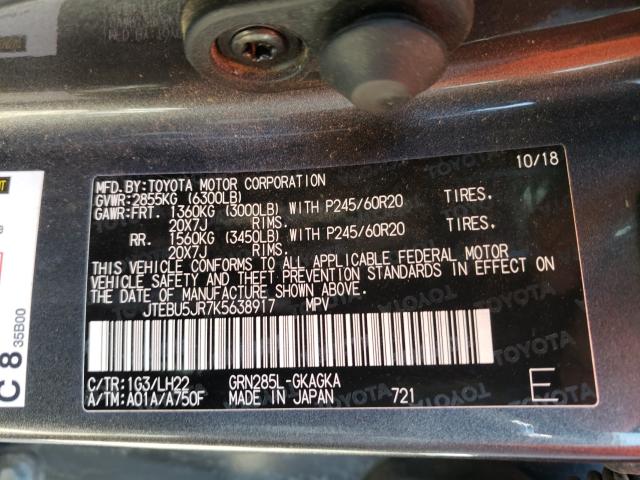 10/18
MFD.BY:TOYOTA MOTOR CORPORATION
GVWR:2855KG (6300LB)
GAWR:FRT. 1360KG (3000LB) WITH P245/60R20 TIRES.
20X7J RIMS.
RR. 1560KG (3450LB) WITH P245/60R20 TIRES.
20X7J RIMS.
THIS VEHICLE CONFORMS TO ALL APPLICABLE FEDERAL MOTOR
VEHICLE SAFETY AND THEFT PREVENTION STANDARDS IN EFFECT ON
THE DATE OF MANUFACTURE SHOWN ABOVE.
JTEBU5JR7K5638917 MPV
C/TR:1G3/LH22 GRN285L-GKAGKA
A/TM:A01A/A750F MADE IN JAPAN 721
E
C 8
35B00
TOYOTA